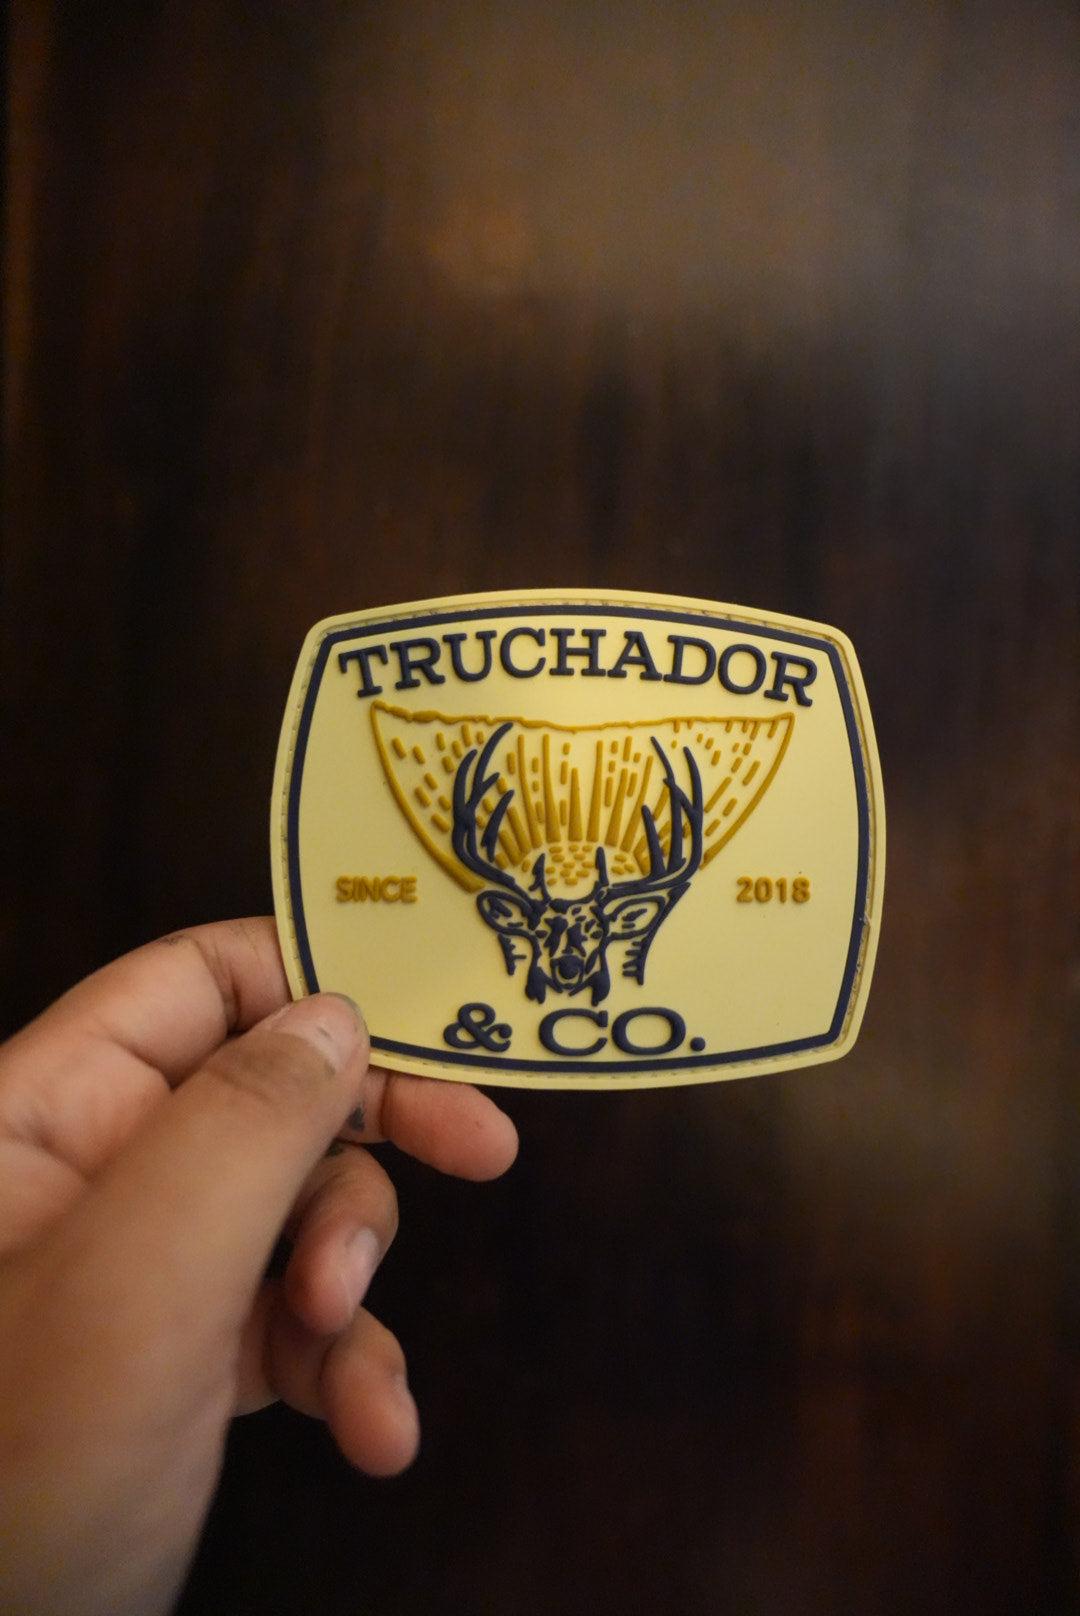 TRUCHADOR
SINCE 2018
& CO.